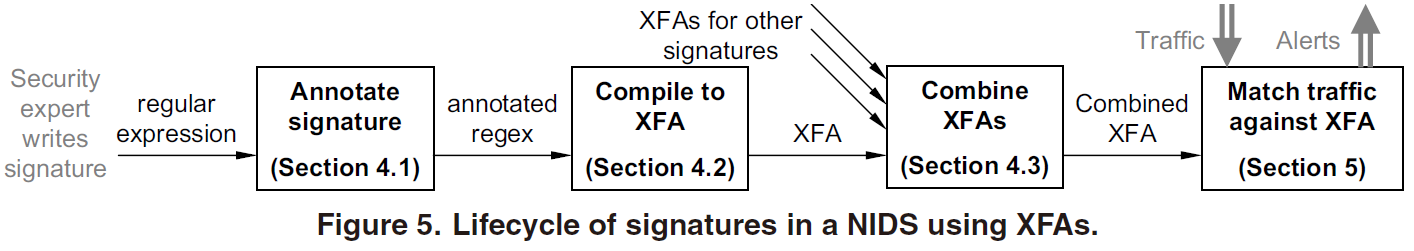 Security
expert
writes
signature
regular
expression
Annotate
signature
(Section 4.1)
annotated
regex
Compile to
XFA
(Section 4.2)
XFAs for other
signatures
XFA
Combine
XFAs
(Section 4.3)
Combined
XFA
Traffic
Alerts
Match traffic
against XFA
(Section 5)
Figure 5. Lifecycle of signatures in a NIDS using XFAs.